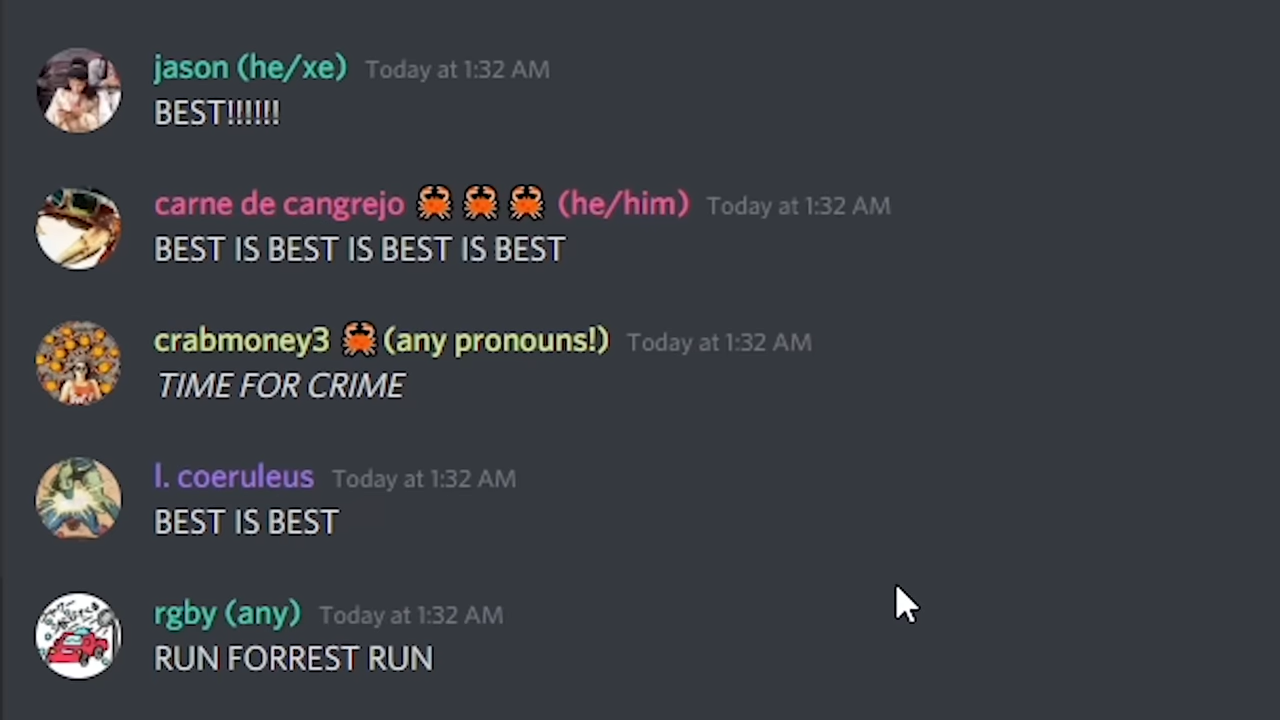 jason (he/xe) Today at 1:32 AM
BEST!!!!!!
carne de cangrejo 🦀 🦀 🦀 (he/him) Today at 1:32 AM
BEST IS BEST IS BEST IS BEST
crabmoney3 🦀 (any pronouns!) Today at 1:32 AM
TIME FOR CRIME
l. coeruleus Today at 1:32 AM
BEST IS BEST
rgby (any) Today at 1:32 AM
RUN FORREST RUN